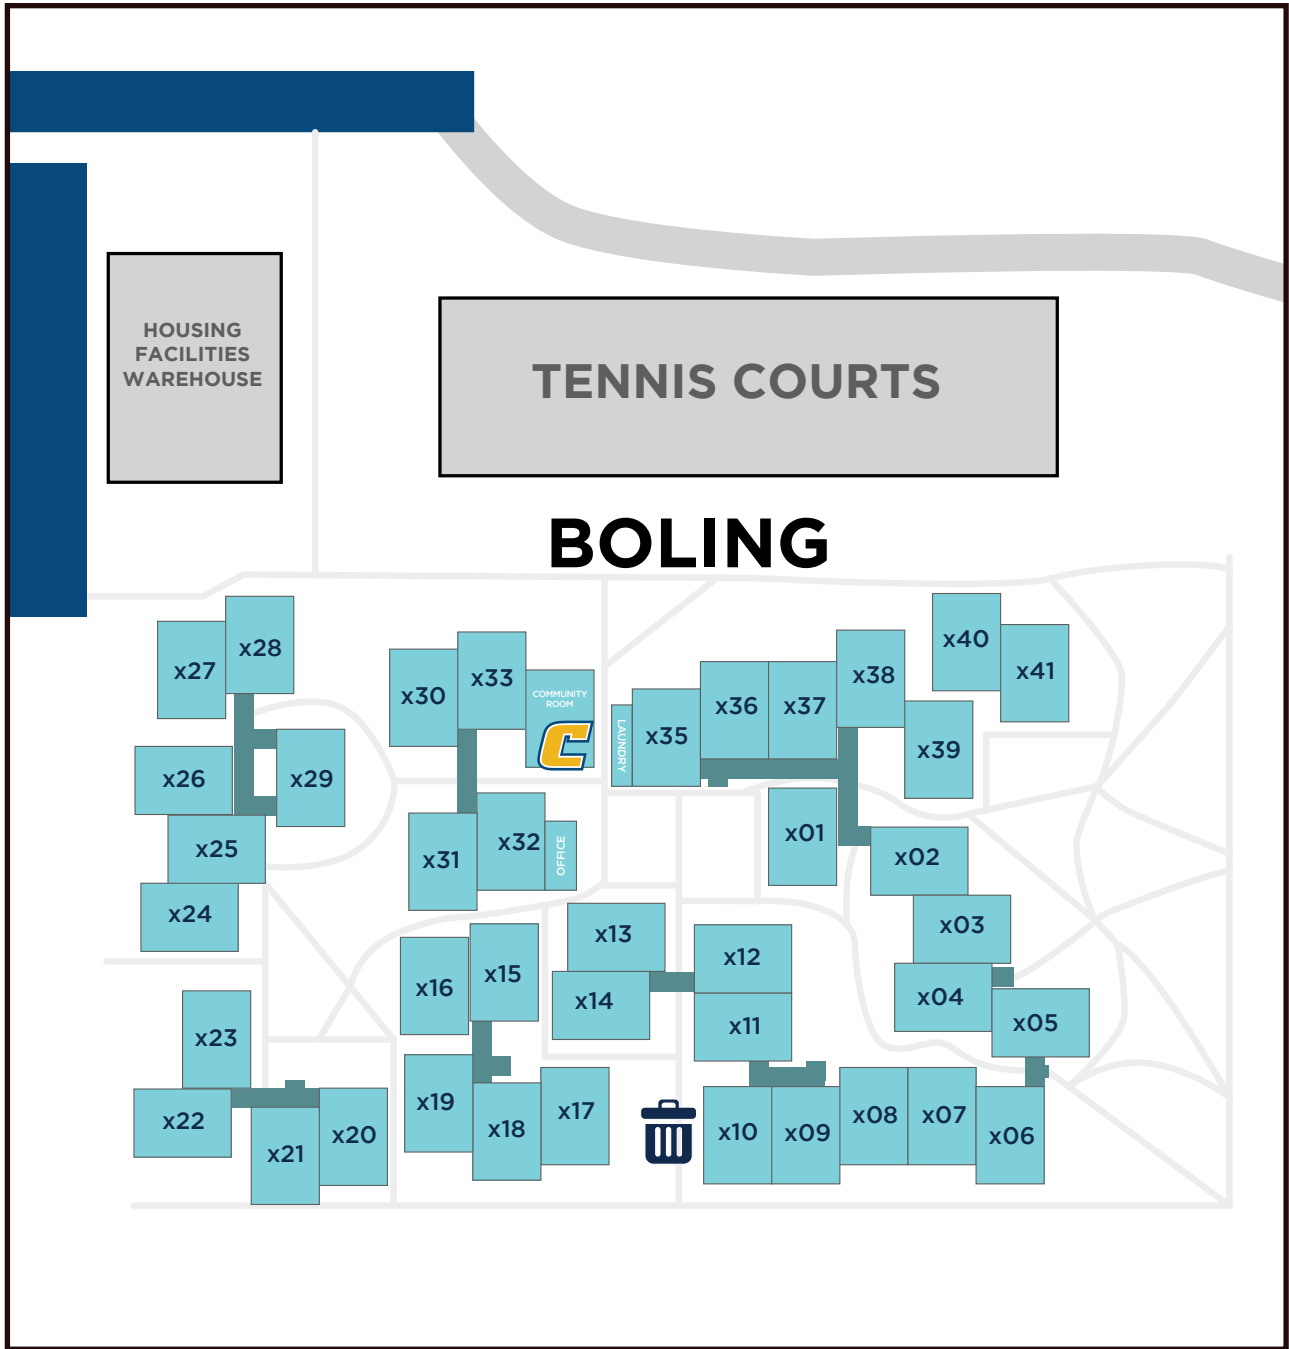 HOUSING
FACILITIES
WAREHOUSE
TENNIS COURTS
BOLING
x28
x27
x26
x29
x25
x24
x33
x30
COMMUNITY
ROOM
C
x32
x31
OFFICE
x40
x41
x38
x36
x37
x35
LAUNDRY
x39
x01
x02
x03
x04
x05
x13
x12
x14
x11
x15
x16
x23
x22
x20
x21
x19
x17
x18
x10
x09
x08
x07
x06